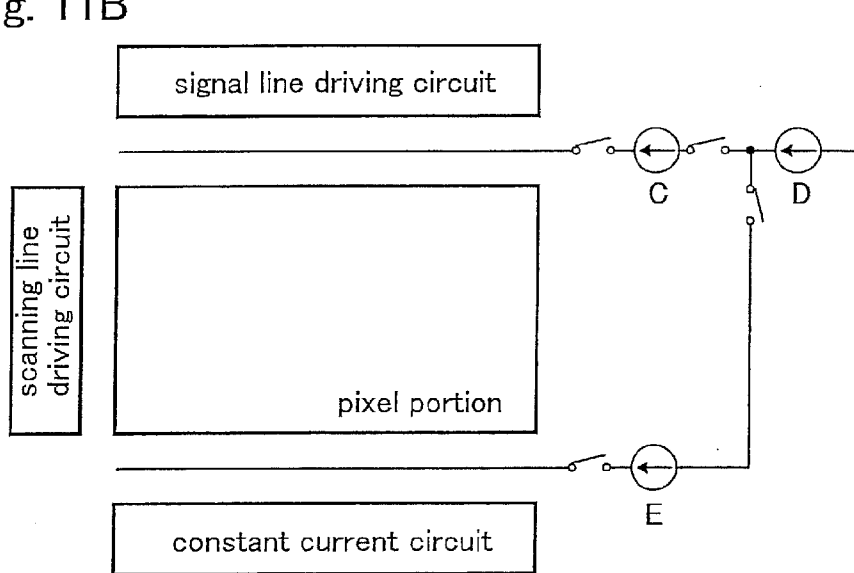 g. 11B
signal line driving circuit
C
D
scanning line
driving circuit
pixel portion
E
constant current circuit